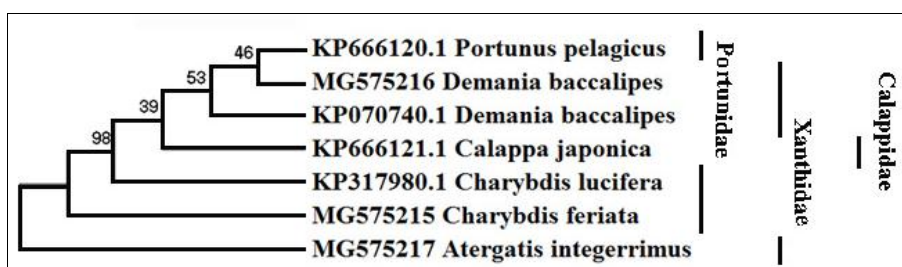 46
KP666120.1 Portunus pelagicus
MG575216 Demania baccalipes
53
KP070740.1 Demania baccalipes
39
KP666121.1 Calappa japonica
98
KP317980.1 Charybdis lucifera
MG575215 Charybdis feriata
MG575217 Atergatis integerrimus
Portunidae
Xanthidae
Calappidae